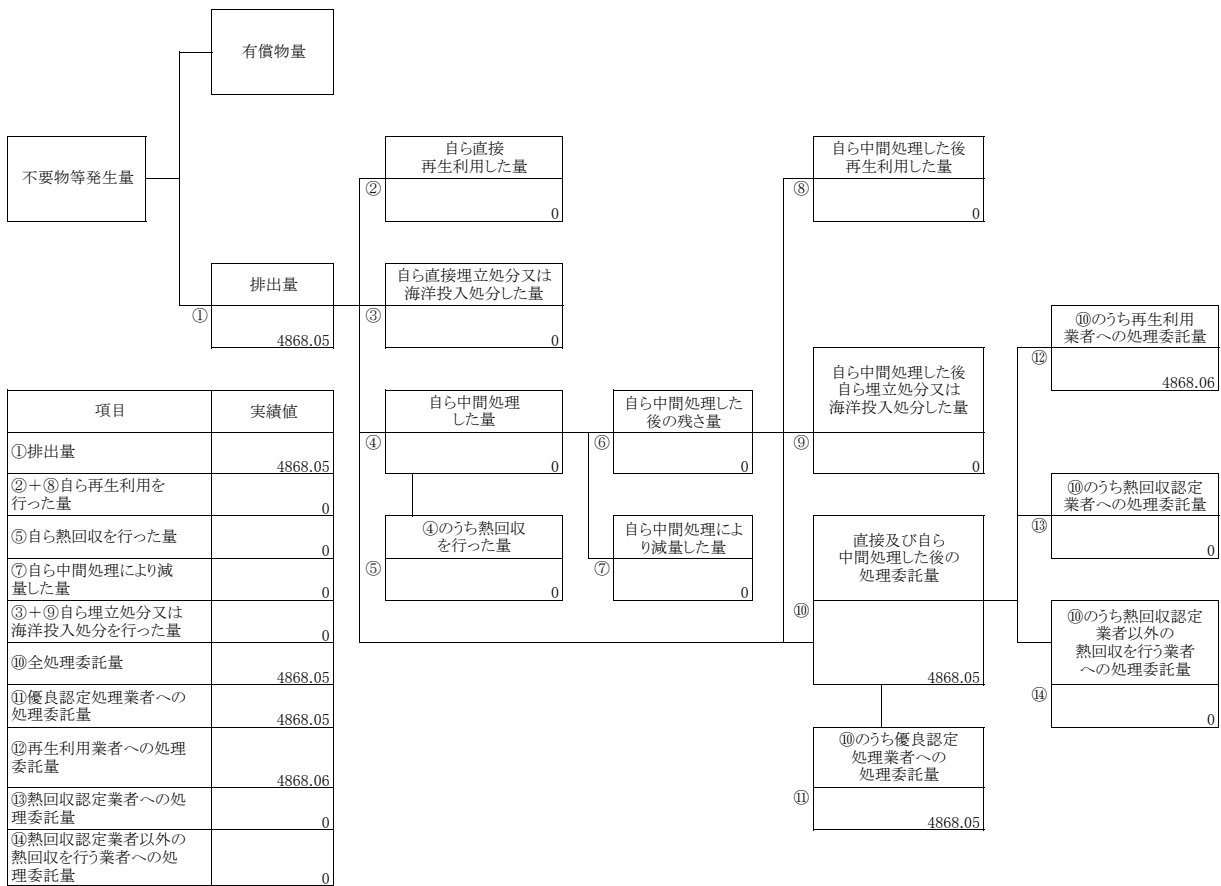 有償物量
不要物等発生量
自ら直接
再生利用した量
②
0
自ら中間処理した後
再生利用した量
⑧
0
排出量
①
4868.05
自ら直接埋立処分又は
海洋投入処分した量
③
0
⑩のうち再生利用
業者への処理委託量
⑫
4868.06
自ら中間処理
した量
④
0
自ら中間処理した
後の残さ量
⑥
0
自ら中間処理した後
自ら埋立処分又は
海洋投入処分した量
⑨
0
④のうち熱回収
を行った量
⑤
0
自ら中間処理によ
り減量した量
⑦
0
直接及び自ら
中間処理した後の
処理委託量
⑩
4868.05
⑩のうち熱回収認定
業者への処理委託量
⑬
0
⑩のうち熱回収認定
業者以外の
熱回収を行う業者
への処理委託量
⑭
0
⑩のうち優良認定
処理業者への
処理委託量
⑪
4868.05
項目 実績値
①排出量
4868.05
②+⑧自ら再生利用を
行った量
0
⑤自ら熱回収を行った量
0
⑦自ら中間処理により減
量した量
0
③+⑨自ら埋立処分又は
海洋投入処分を行った量
0
⑩全処理委託量
4868.05
⑪優良認定処理業者への
処理委託量
4868.05
⑫再生利用業者への処理
委託量
4868.06
⑬熱回収認定業者への処
理委託量
0
⑭熱回収認定業者以外の
熱回収を行う業者への処
理委託量
0